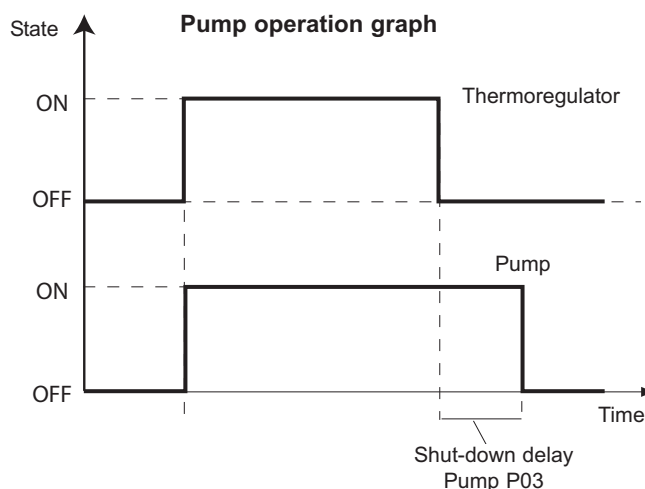 Pump operation graph
State
ON
Thermoregulator
OFF
Pump
ON
OFF
Time
Shut-down delay
Pump P03